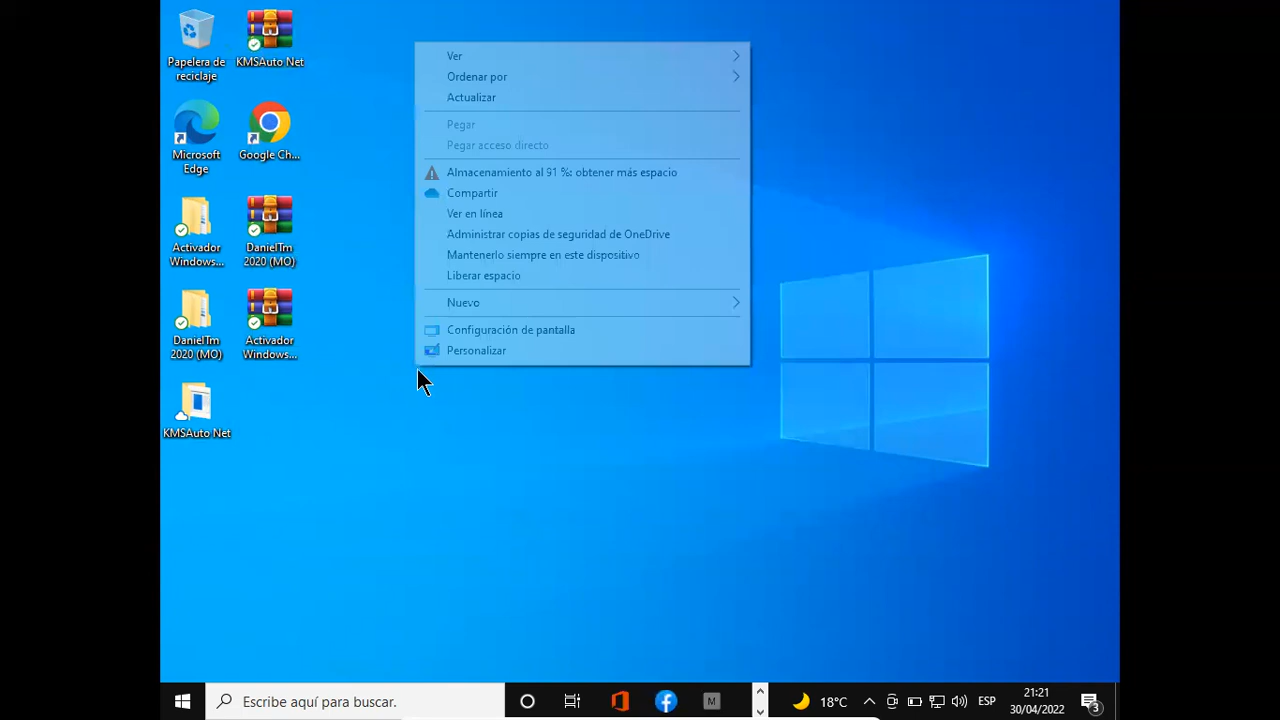 Papelera de
reciclaje
KMSAuto Net
Microsoft
Edge
Google Ch...
Activador
Windows...
DanielTm
2020 (MO)
DanielTm
2020 (MO)
Activador
Windows...
KMSAuto Net
Ver
Ordenar por
Actualizar
Pegar
Pegar acceso directo
Almacenamiento al 91 %: obtener más espacio
Compartir
Ver en línea
Administrar copias de seguridad de OneDrive
Mantenerlo siempre en este dispositivo
Liberar espacio
Nuevo
Configuración de pantalla
Personalizar
Escribe aquí para buscar.
M
18°C
ESP
21:21
30/04/2022
3